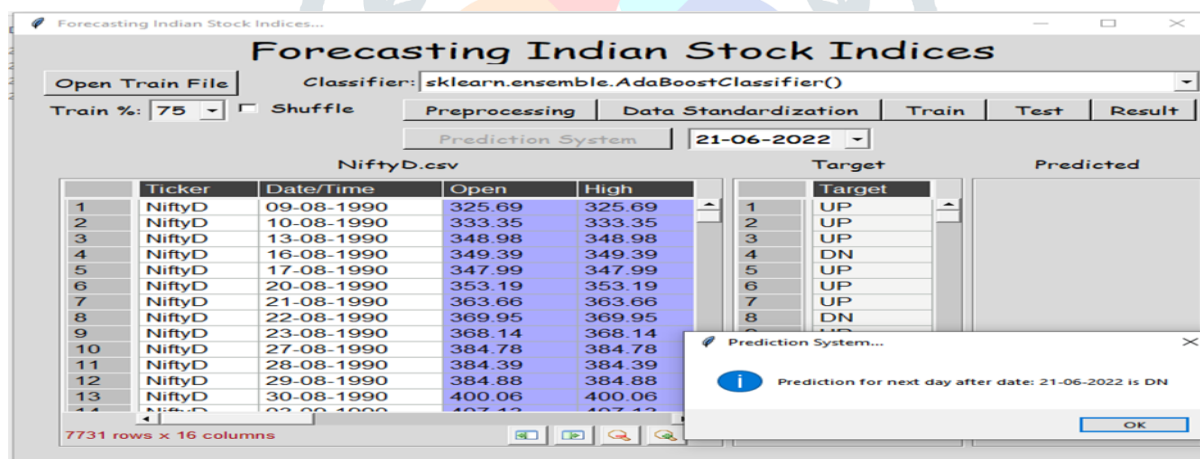 Forecasting Indian Stock Indices...
Forecasting Indian Stock Indices
Open Train File Classifier: sklearn.ensemble.AdaBoostClassifier()
Train %: 75 Shuffle Preprocessing Data Standardization Train Test Result
Prediction System 21-06-2022
NiftyD.csv Target Predicted
Ticker Date/Time Open High Target
1 NiftyD 09-08-1990 325.69 325.69 1 UP
2 NiftyD 10-08-1990 333.35 333.35 2 UP
3 NiftyD 13-08-1990 348.98 348.98 3 UP
4 NiftyD 16-08-1990 349.39 349.39 4 DN
5 NiftyD 17-08-1990 347.99 347.99 5 UP
6 NiftyD 20-08-1990 353.19 353.19 6 UP
7 NiftyD 21-08-1990 363.66 363.66 7 UP
8 NiftyD 22-08-1990 369.95 369.95 8 DN
9 NiftyD 23-08-1990 368.14 368.14
10 NiftyD 27-08-1990 384.78 384.78
11 NiftyD 28-08-1990 384.39 384.39
12 NiftyD 29-08-1990 384.88 384.88
13 NiftyD 30-08-1990 400.06 400.06
7731 rows x 16 columns
Prediction System...
Prediction for next day after date: 21-06-2022 is DN
OK